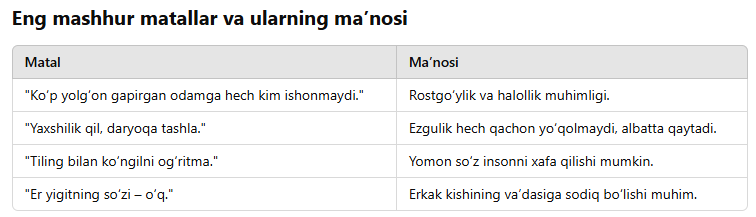 Eng mashhur matallar va ularning ma’nosi
Matal Ma’nosi
"Ko‘p yolg‘on gapirgan odamga hech kim ishonmaydi." Rostgo‘ylik va halollik muhimligi.
"Yaxshilik qil, daryoqa tashla." Ezgulik hech qachon yo‘qolmaydi, albatta qaytadi.
"Tiling bilan ko‘ngilni og‘ritma." Yomon so‘z insonni xafa qilishi mumkin.
"Er yigitning so‘zi – o‘q." Erkak kishining va’dasiga sodiq bo‘lishi muhim.